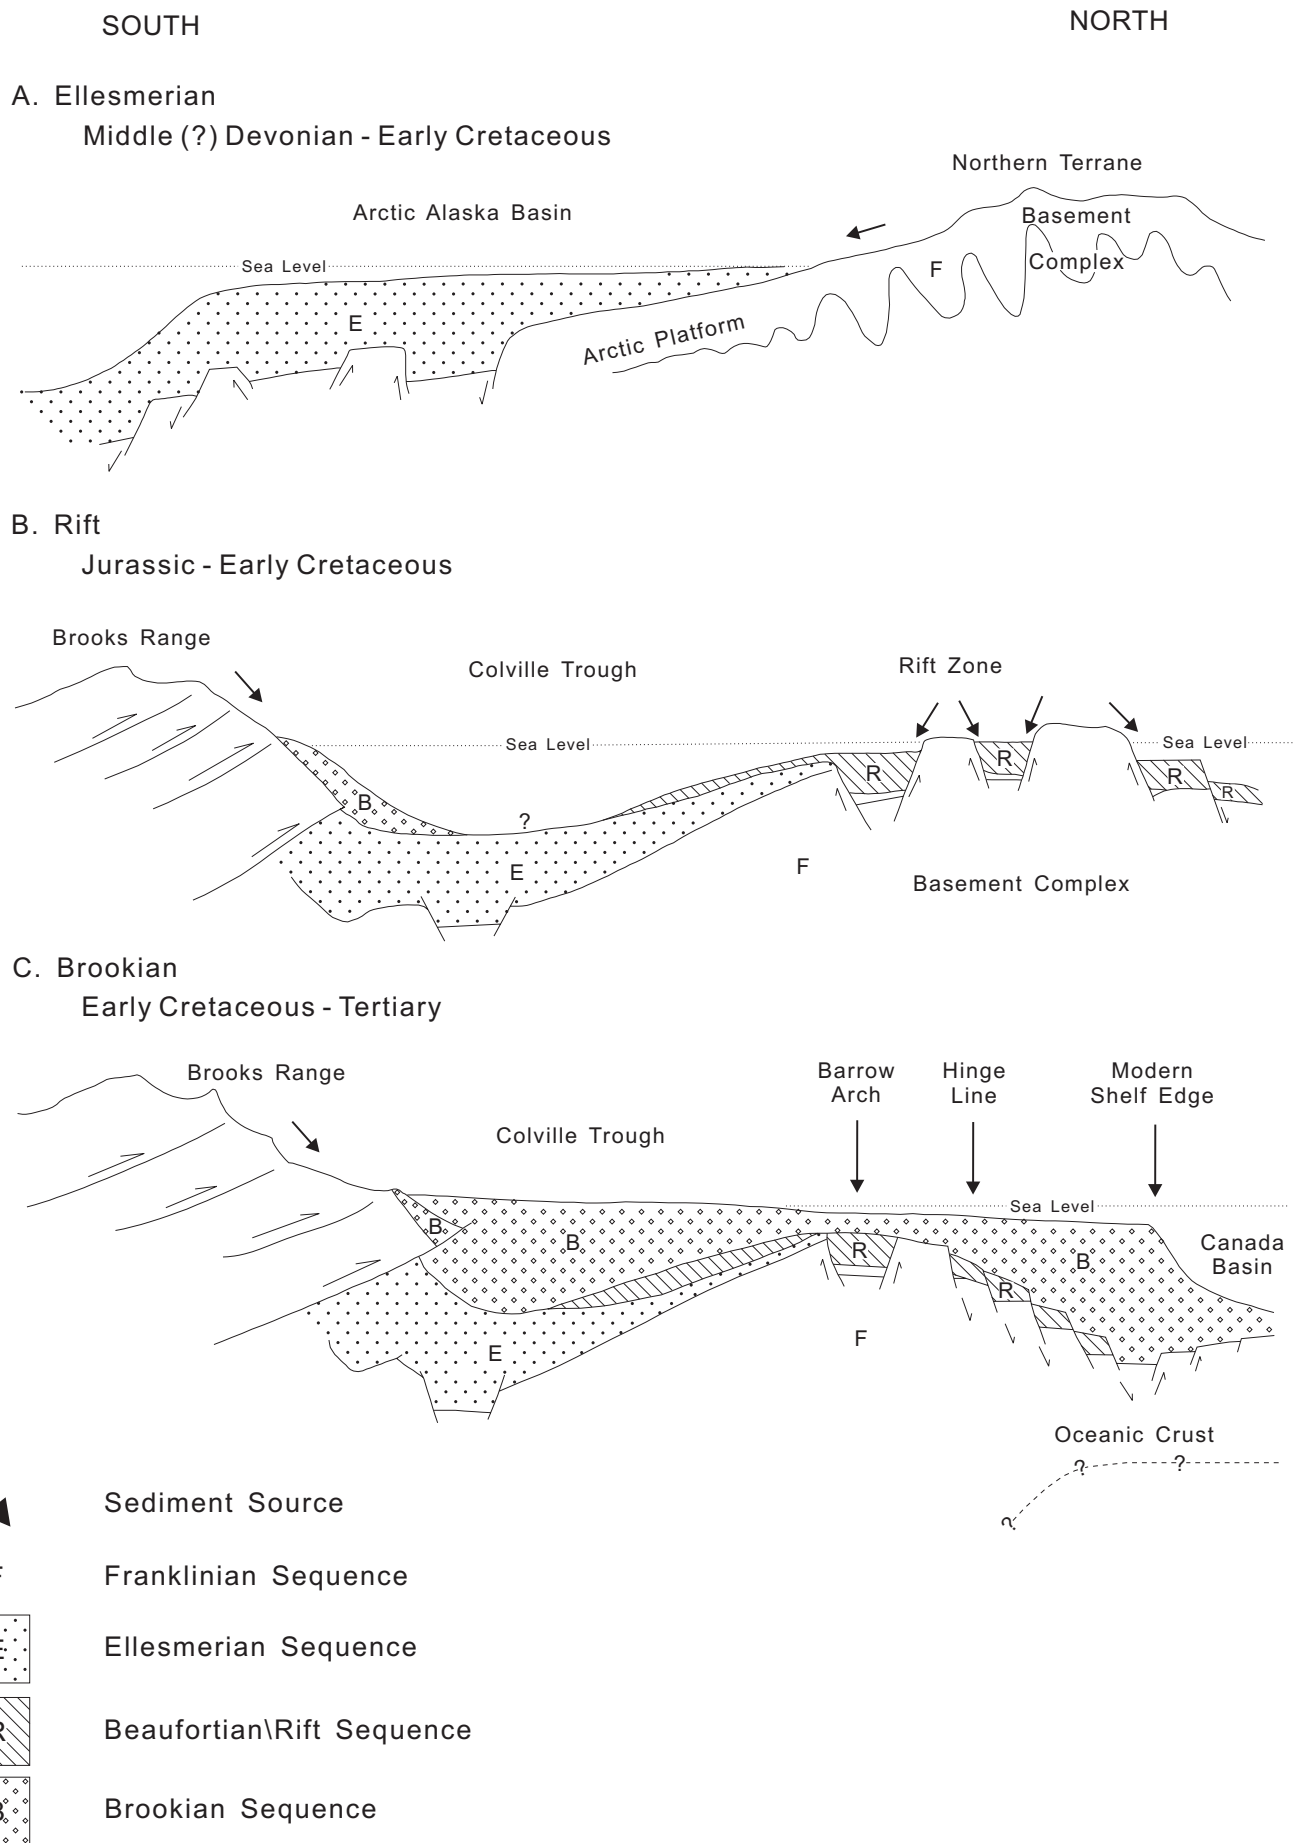 SOUTH
NORTH
A. Ellesmerian
Middle (?) Devonian - Early Cretaceous
Northern Terrane
Arctic Alaska Basin
Basement
Sea Level
Complex
F
E
Arctic Platform
B. Rift
Jurassic - Early Cretaceous
Brooks Range
Colville Trough
Rift Zone
Sea Level
Sea Level
R
R
R
R
B
?
E
F
Basement Complex
C. Brookian
Early Cretaceous - Tertiary
Brooks Range
Barrow
Arch
Hinge
Line
Modern
Shelf Edge
Colville Trough
Sea Level
B
B
R
B
Canada
Basin
R
F
E
Oceanic Crust
?
?
?
Sediment Source
F
Franklinian Sequence
E
Ellesmerian Sequence
R
Beaufortian\Rift Sequence
B
Brookian Sequence